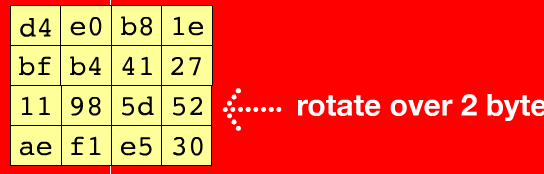 d4 e0 b8 1e
bf b4 41 27
11 98 5d 52 rotate over 2 byte
ae f1 e5 30